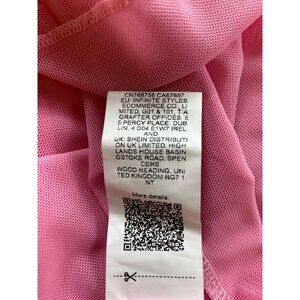 CN168756 CA67697
EU: INFINITE STYLES
ECOMMERCE CO., LI
MITED, G01 & 101, T/A
GRAFTER OFFICES, 5
5 PERCY PLACE, DUB
LIN, 4 D04 E1W7 IREL
AND
UK: SHEIN DISTRIBUTI
ON UK LIMITED, HIGH
LANDS HOUSE BASIN
GSTOKE ROAD, SPEN
CERS
WOOD READING, UNI
TED KINGDOM RG7 1
NT
More details